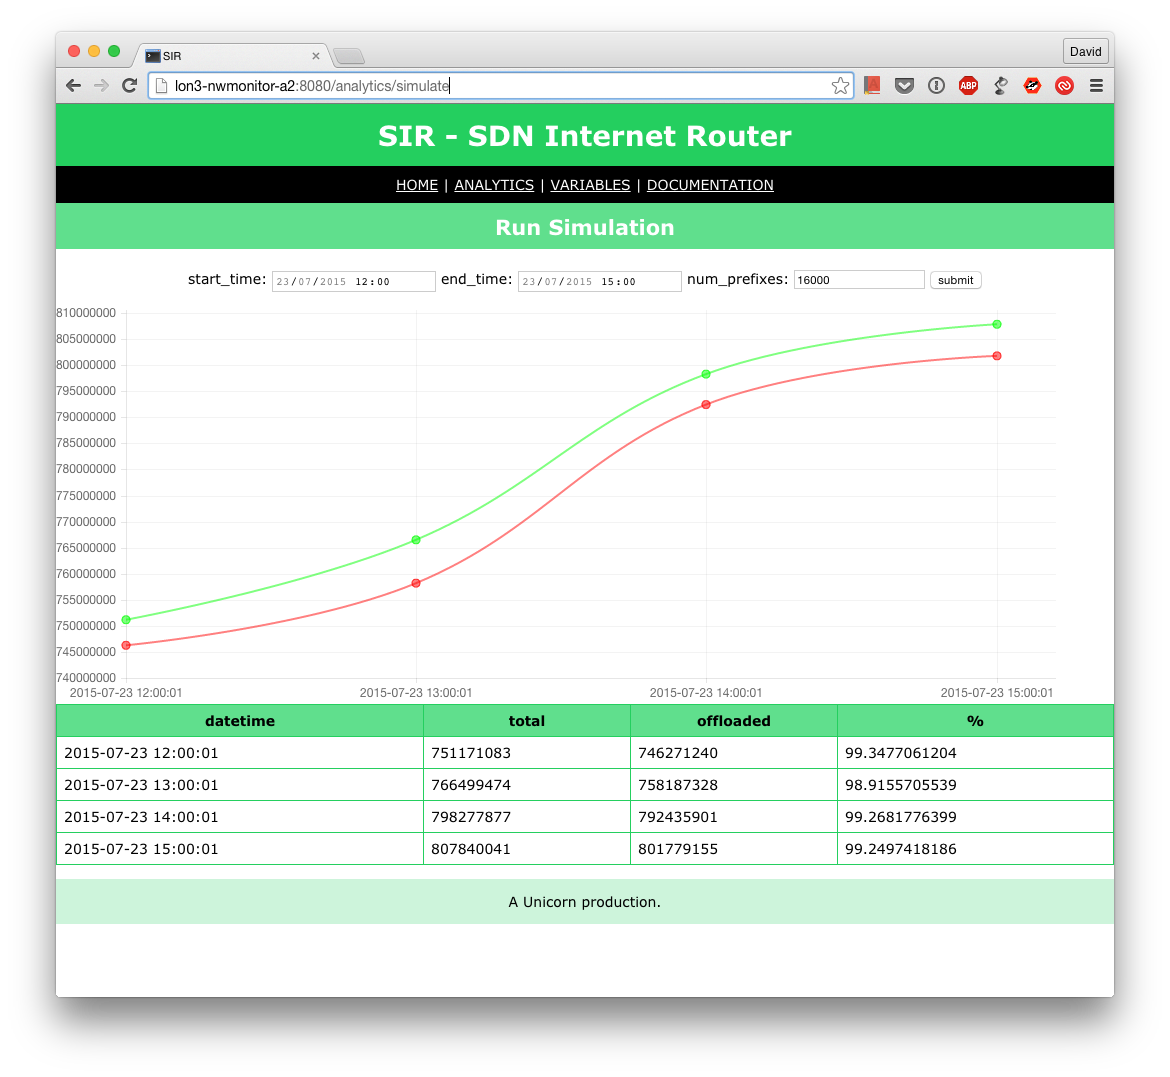 SIR
David
lon3-nwmonitor-a2:8080/analytics/simulate
ABP
SIR - SDN Internet Router
HOME | ANALYTICS | VARIABLES | DOCUMENTATION
Run Simulation
start_time: 23/07/2015 12:00 end_time: 23/07/2015 15:00 num_prefixes: 16000 submit
810000000
805000000
800000000
795000000
790000000
785000000
780000000
775000000
770000000
765000000
760000000
755000000
750000000
745000000
740000000
2015-07-23 12:00:01 2015-07-23 13:00:01 2015-07-23 14:00:01 2015-07-23 15:00:01
datetime total offloaded %
2015-07-23 12:00:01 751171083 746271240 99.3477061204
2015-07-23 13:00:01 766499474 758187328 98.9155705539
2015-07-23 14:00:01 798277877 792435901 99.2681776399
2015-07-23 15:00:01 807840041 801779155 99.2497418186
A Unicorn production.